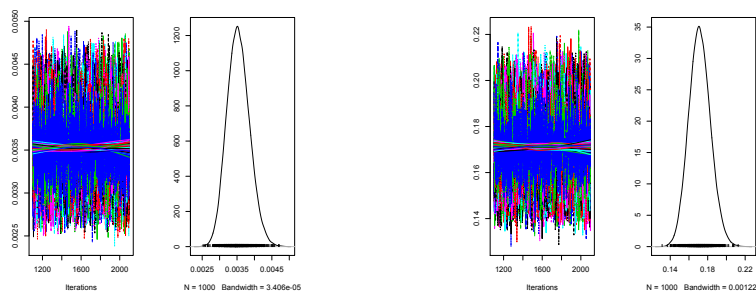 0.0025 0.0030 0.0035 0.0040 0.0045 0.0050
1200 1600 2000
Iterations
0 200 400 600 800 1000 1200
0.0025 0.0035 0.0045
N = 1000 Bandwidth = 3.406e-05
0.14 0.16 0.18 0.20 0.22
1200 1600 2000
Iterations
0 5 10 15 20 25 30 35
0.14 0.18 0.22
N = 1000 Bandwidth = 0.00122